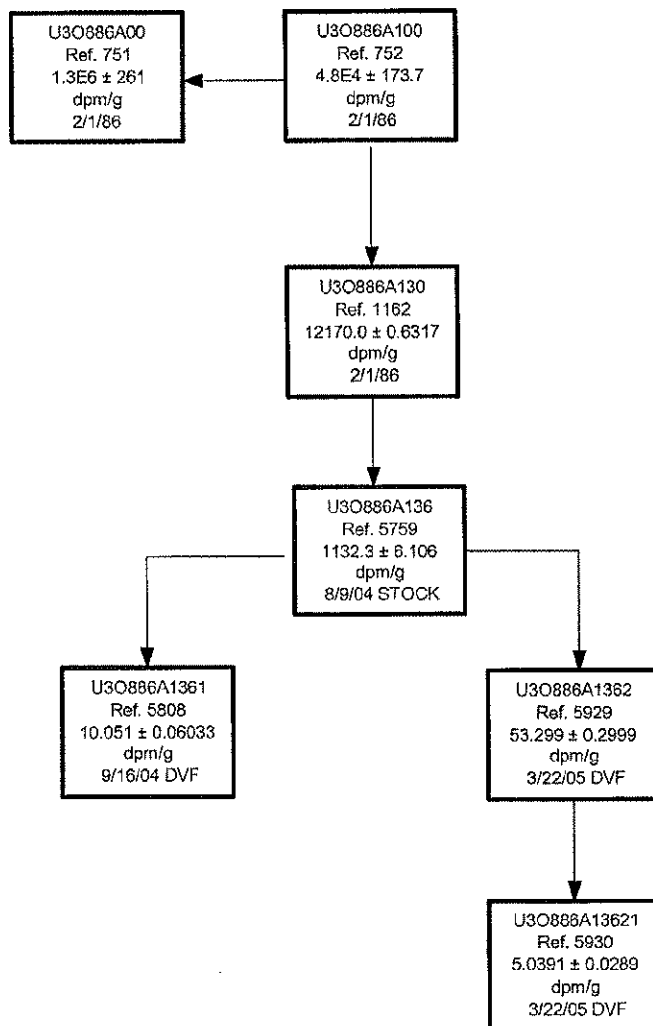 U3O886A00
Ref. 751
1.3E6 ± 261
dpm/g
2/1/86
U3O886A100
Ref. 752
4.8E4 ± 173.7
dpm/g
2/1/86
U3O886A130
Ref. 1162
12170.0 ± 0.6317
dpm/g
2/1/86
U3O886A136
Ref. 5759
1132.3 ± 6.106
dpm/g
8/9/04 STOCK
U3O886A1361
Ref. 5808
10.051 ± 0.06033
dpm/g
9/16/04 DVF
U3O886A1362
Ref. 5929
53.299 ± 0.2999
dpm/g
3/22/05 DVF
U3O886A13621
Ref. 5930
5.0391 ± 0.0289
dpm/g
3/22/05 DVF